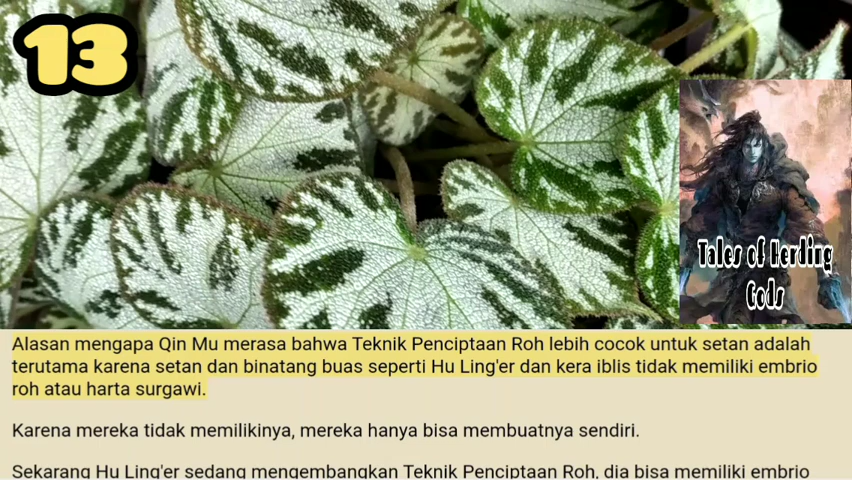 13
Tales of Herding
Gods
Alasan mengapa Qin Mu merasa bahwa Teknik Penciptaan Roh lebih cocok untuk setan adalah
terutama karena setan dan binatang buas seperti Hu Ling'er dan kera iblis tidak memiliki embrio
roh atau harta surgawi.
Karena mereka tidak memilikinya, mereka hanya bisa membuatnya sendiri.
Sekarang Hu Ling'er sedang mengembangkan Teknik Penciptaan Roh, dia bisa memiliki embrio